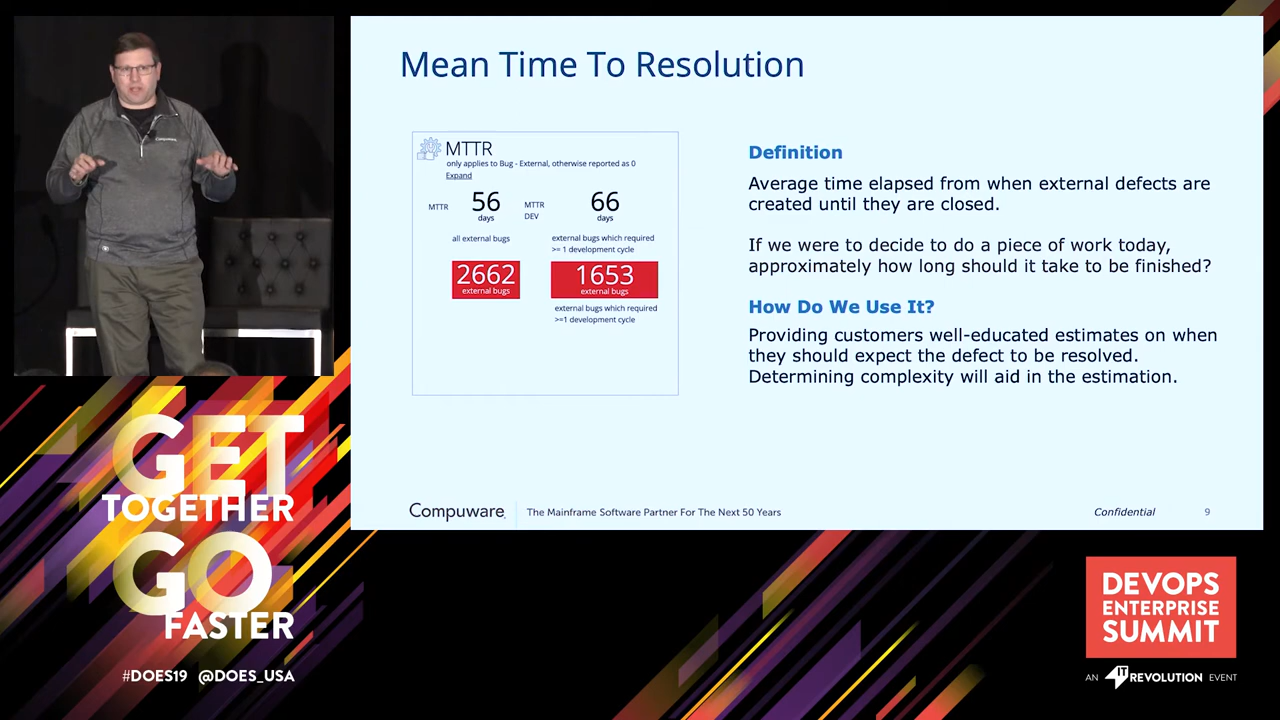 Mean Time To Resolution
MTTR
only applies to Bug - External, otherwise reported as 0
Expand
MTTR
56
days
MTTR
DEV
66
days
all external bugs
external bugs which required
>= 1 development cycle
2662
external bugs
1653
external bugs
external bugs which required
>=1 development cycle
Definition
Average time elapsed from when external defects are
created until they are closed.
If we were to decide to do a piece of work today,
approximately how long should it take to be finished?
How Do We Use It?
Providing customers well-educated estimates on when
they should expect the defect to be resolved.
Determining complexity will aid in the estimation.
Compuware.
The Mainframe Software Partner For The Next 50 Years
Confidential
9
Compuware.
GET
TOGETHER
GO
FASTER
#DOES19 @DOES_USA
DEVOPS
ENTERPRISE
SUMMIT
AN IT REVOLUTION EVENT